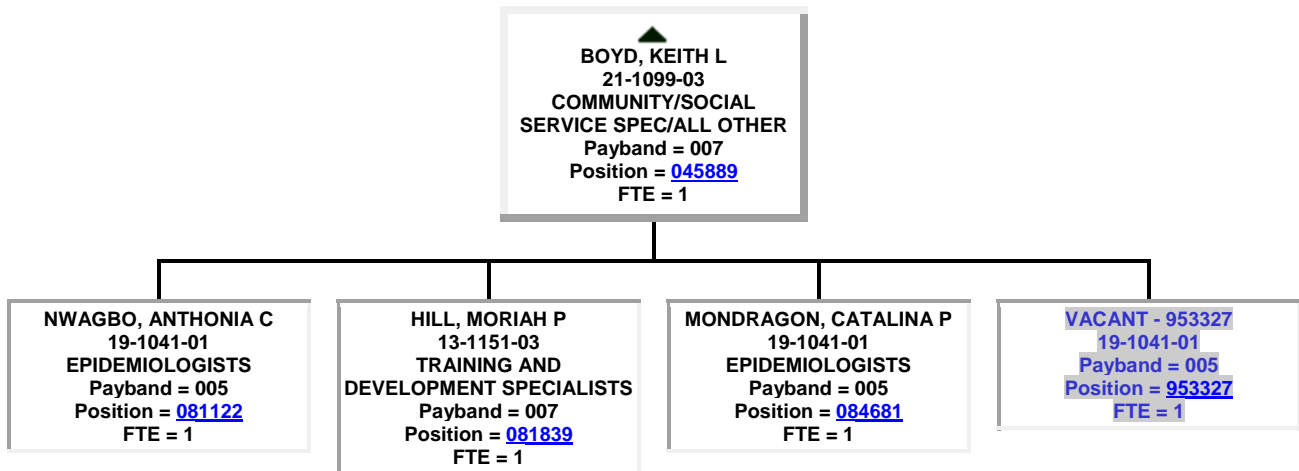 BOYD, KEITH L
21-1099-03
COMMUNITY/SOCIAL
SERVICE SPEC/ALL OTHER
Payband = 007
Position = 045889
FTE = 1
NWAGBO, ANTHONIA C
19-1041-01
EPIDEMIOLOGISTS
Payband = 005
Position = 081122
FTE = 1
HILL, MORIAH P
13-1151-03
TRAINING AND
DEVELOPMENT SPECIALISTS
Payband = 007
Position = 081839
FTE = 1
MONDRAGON, CATALINA P
19-1041-01
EPIDEMIOLOGISTS
Payband = 005
Position = 084681
FTE = 1
VACANT - 953327
19-1041-01
Payband = 005
Position = 953327
FTE = 1